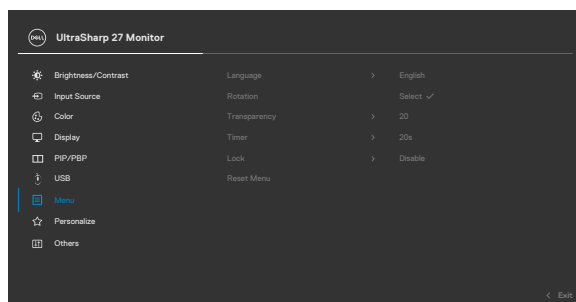 DELL
UltraSharp 27 Monitor
Brightness/Contrast Language > English
Input Source Rotation Select ✓
Color Transparency > 20
Display Timer > 20s
PIP/PBP Lock > Disable
USB Reset Menu
Menu
Personalize
Others
< Exit